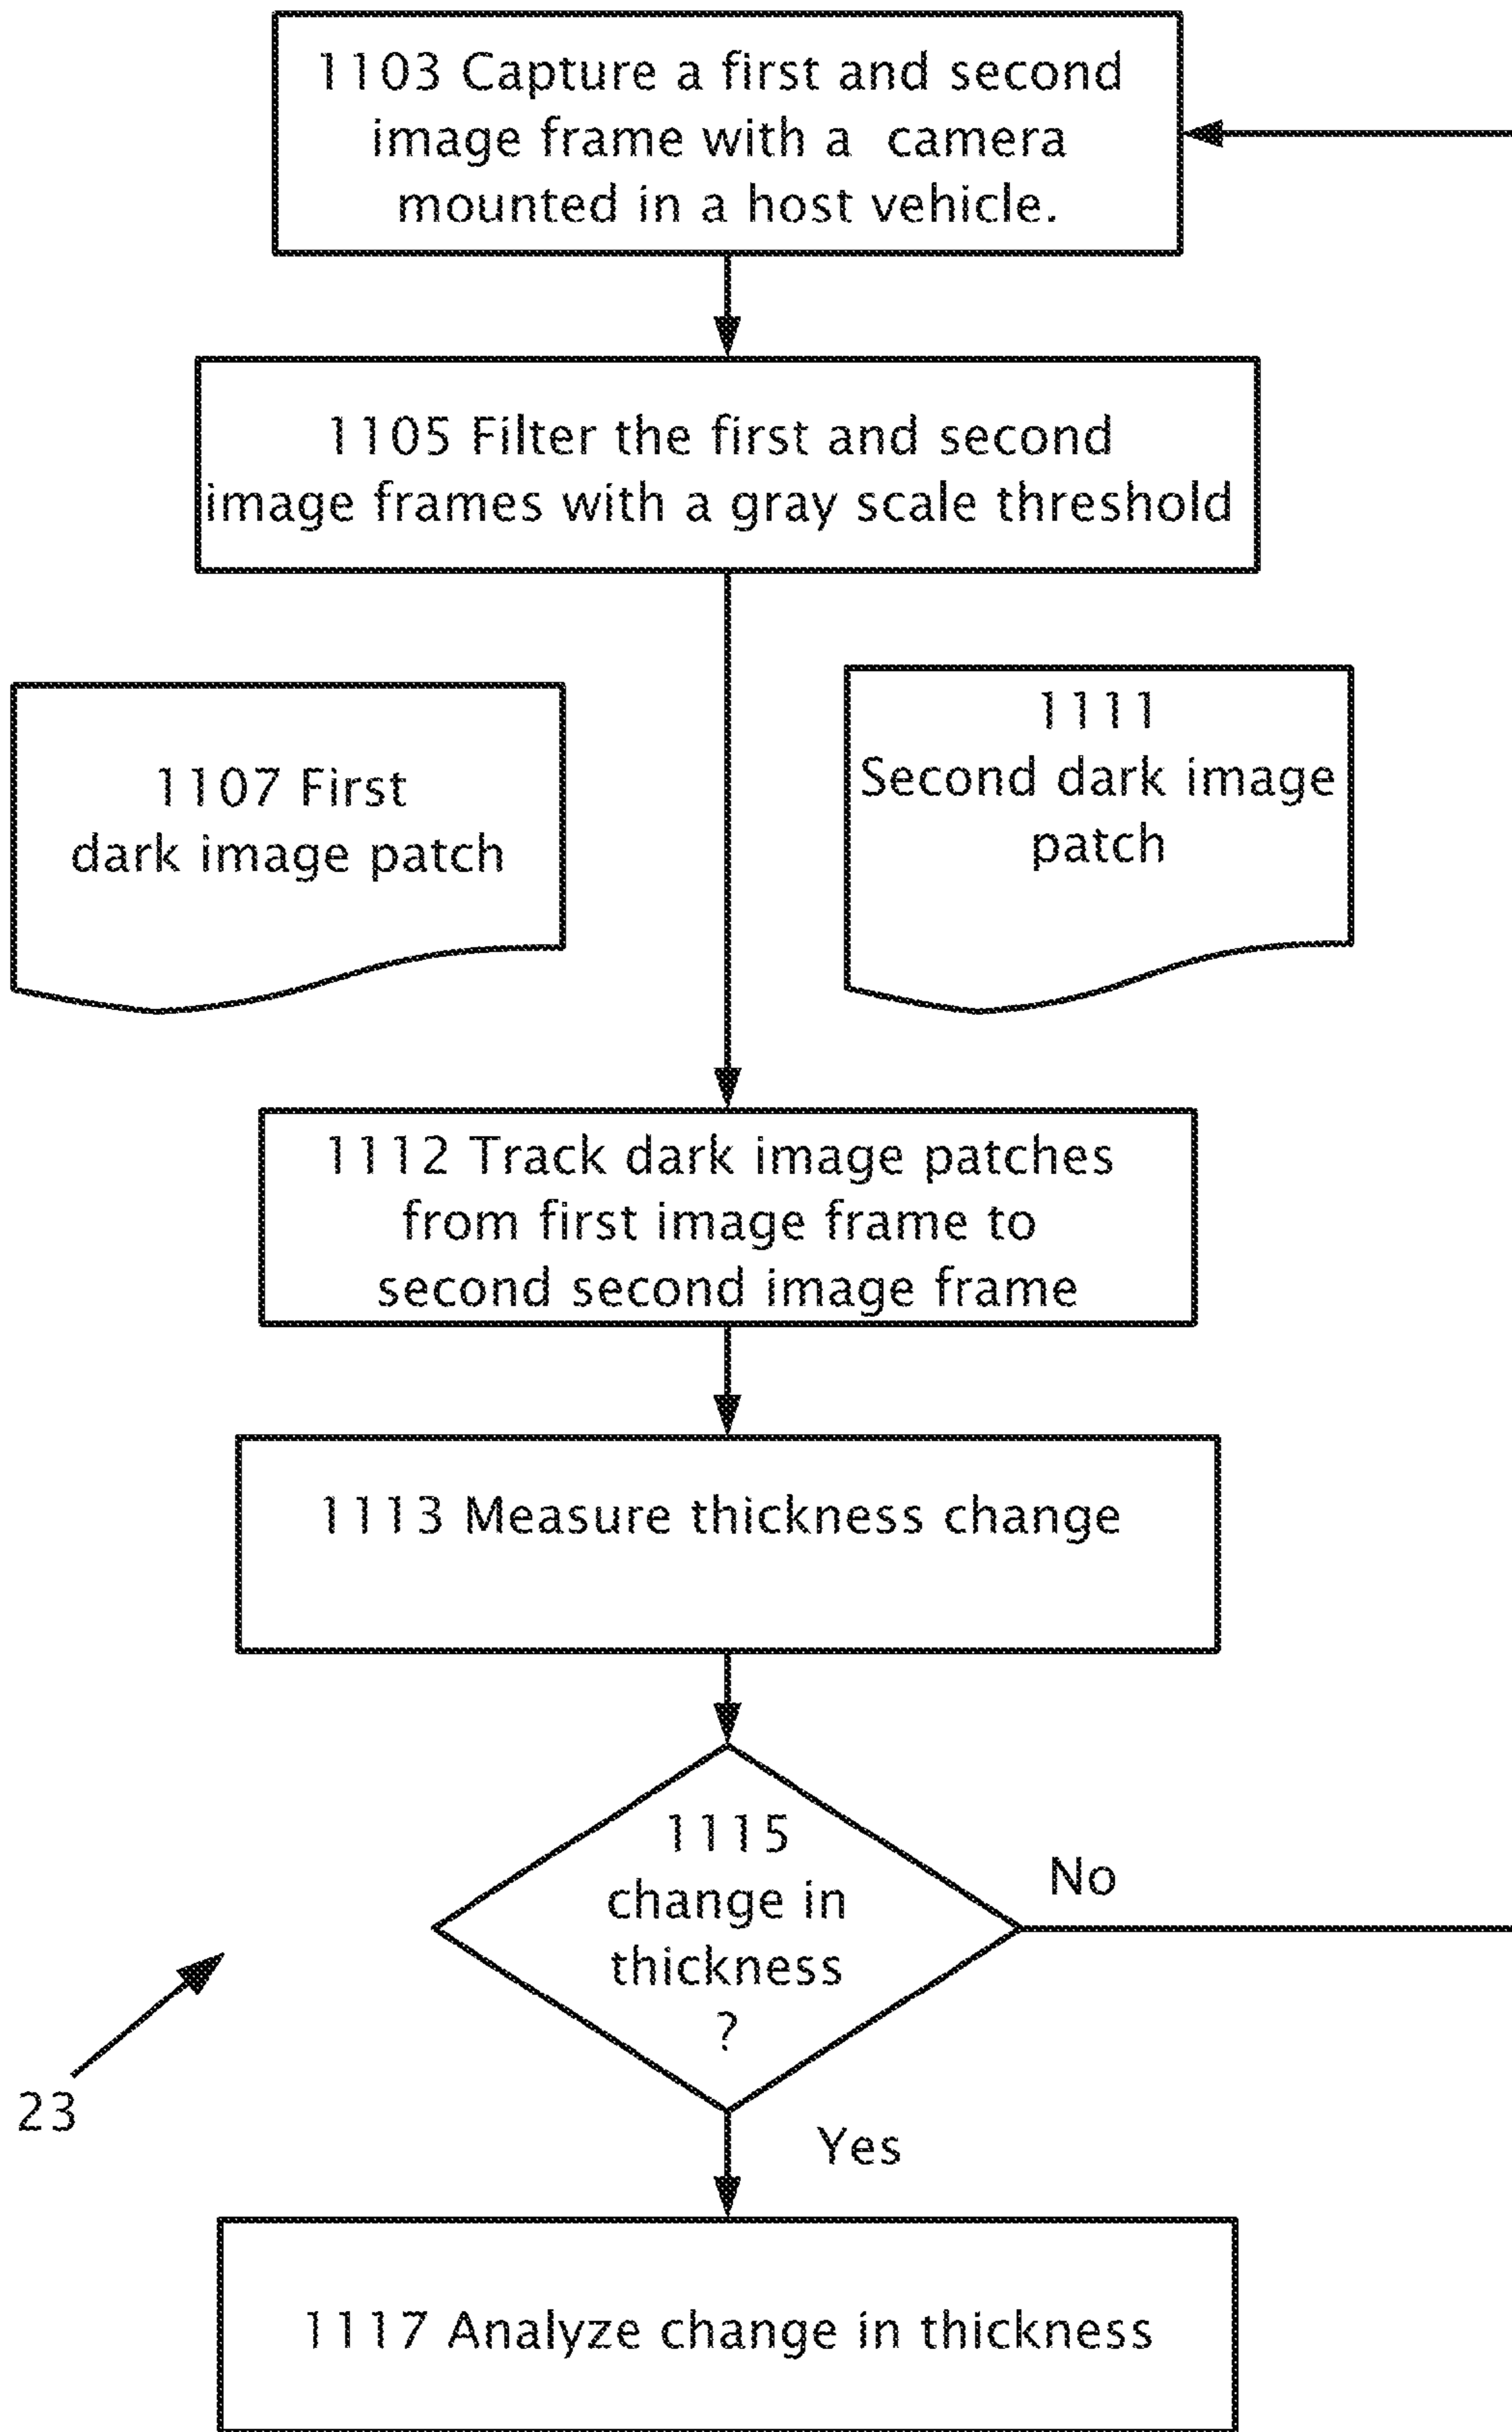 1103 Capture a first and second
image frame with a camera
mounted in a host vehicle.
1105 Filter the first and second
image frames with a gray scale threshold
1107 First
dark image patch
1111
Second dark image
patch
1112 Track dark image patches
from first image frame to
second second image frame
1113 Measure thickness change
1115
change in
thickness
?
No
23
Yes
1117 Analyze change in thickness